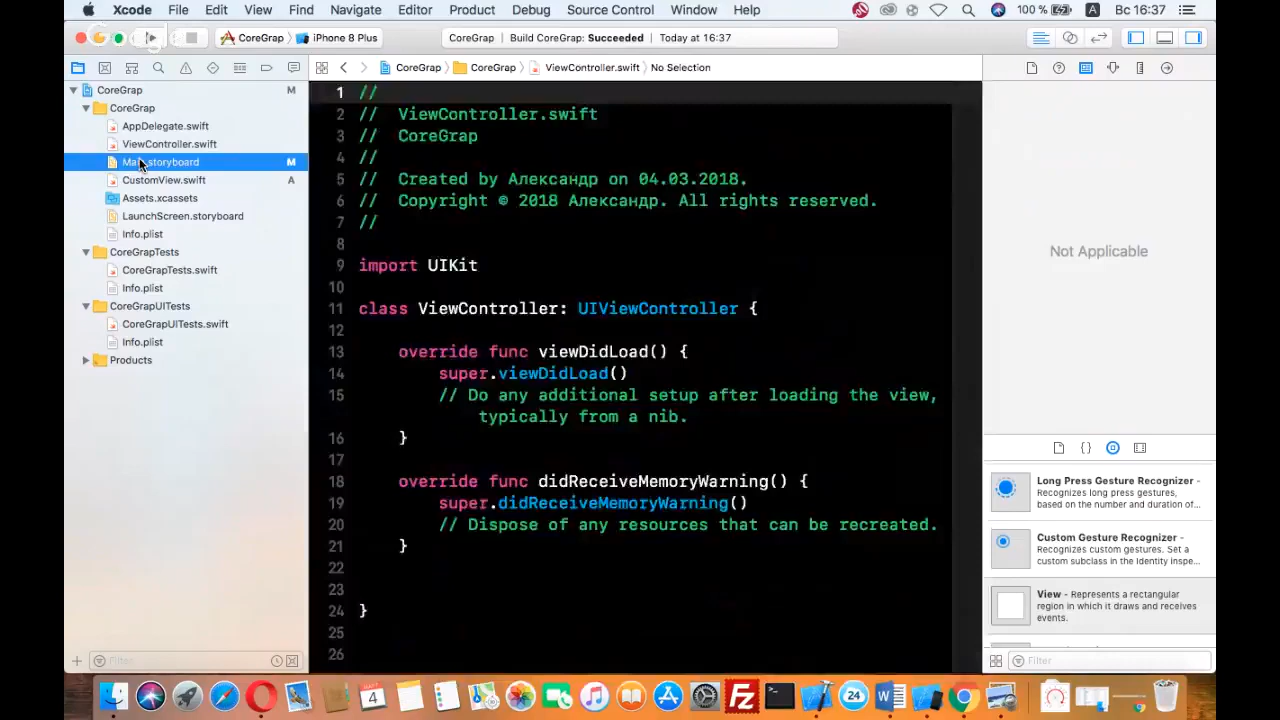 Xcode File Edit View Find Navigate Editor Product Debug Source Control Window Help 100 % A Вс 16:37
CoreGrap iPhone 8 Plus CoreGrap Build CoreGrap: Succeeded Today at 16:37
CoreGrap CoreGrap ViewController.swift No Selection
CoreGrap M
CoreGrap
AppDelegate.swift
ViewController.swift
Main.storyboard M
CustomView.swift A
Assets.xcassets
LaunchScreen.storyboard
Info.plist
CoreGrapTests
CoreGrapTests.swift
Info.plist
CoreGrapUITests
CoreGrapUITests.swift
Info.plist
Products
Filter
1 //
2 // ViewController.swift
3 // CoreGrap
4 //
5 // Created by Александр on 04.03.2018.
6 // Copyright © 2018 Александр. All rights reserved.
7 //
8
9 import UIKit
10
11 class ViewController: UIViewController {
12
13 override func viewDidLoad() {
14 super.viewDidLoad()
15 // Do any additional setup after loading the view,
typically from a nib.
16 }
17
18 override func didReceiveMemoryWarning() {
19 super.didReceiveMemoryWarning()
20 // Dispose of any resources that can be recreated.
21 }
22
23
24 }
25
26
Not Applicable
{ }
Long Press Gesture Recognizer -
Recognizes long press gestures,
based on the number and duration of...
Custom Gesture Recognizer -
Recognizes custom gestures. Set a
custom subclass in the identity inspe...
View - Represents a rectangular
region in which it draws and receives
events.
Filter
4 Fz 24 W